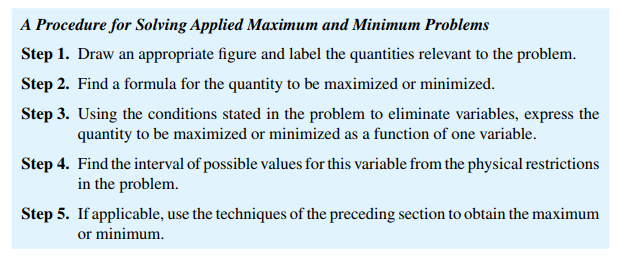 A Procedure for Solving Applied Maximum and Minimum Problems
Step 1. Draw an appropriate figure and label the quantities relevant to the problem.
Step 2. Find a formula for the quantity to be maximized or minimized.
Step 3. Using the conditions stated in the problem to eliminate variables, express the
quantity to be maximized or minimized as a function of one variable.
Step 4. Find the interval of possible values for this variable from the physical restrictions
in the problem.
Step 5. If applicable, use the techniques of the preceding section to obtain the maximum
or minimum.